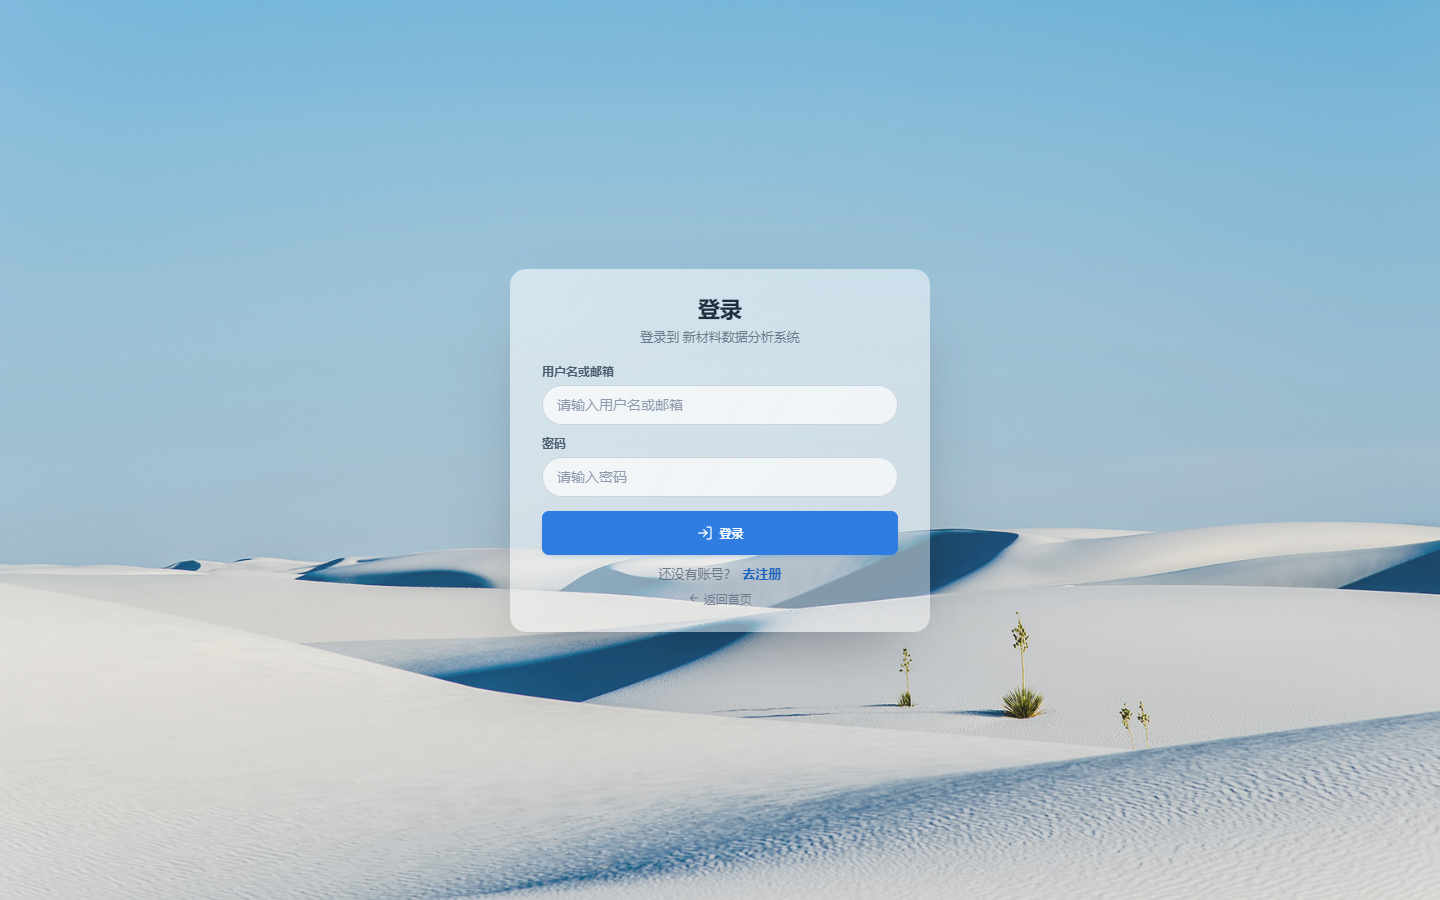 登录
登录到 新材料数据分析系统
用户名或邮箱
请输入用户名或邮箱
密码
请输入密码
登录
还没有账号？ 去注册
← 返回首页